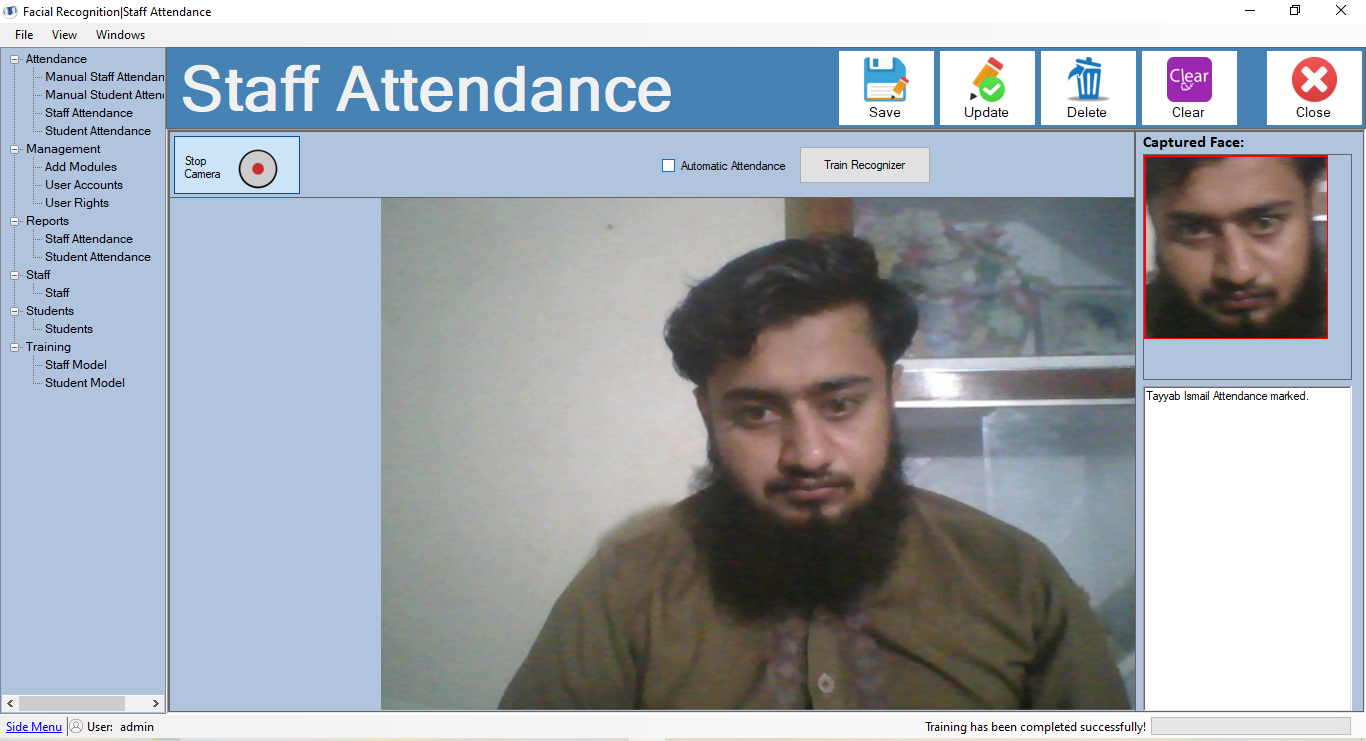 Facial Recognition|Staff Attendance
File View Windows
Attendance
Manual Staff Attendan
Manual Student Atten
Staff Attendance
Student Attendance
Management
Add Modules
User Accounts
User Rights
Reports
Staff Attendance
Student Attendance
Staff
Staff
Students
Students
Training
Staff Model
Student Model
Staff Attendance
Save
Update
Delete
Clear
Clear
Close
Stop
Camera
Automatic Attendance
Train Recognizer
Captured Face:
Tayyab Ismail Attendance marked.
Side Menu
User: admin
Training has been completed successfully!